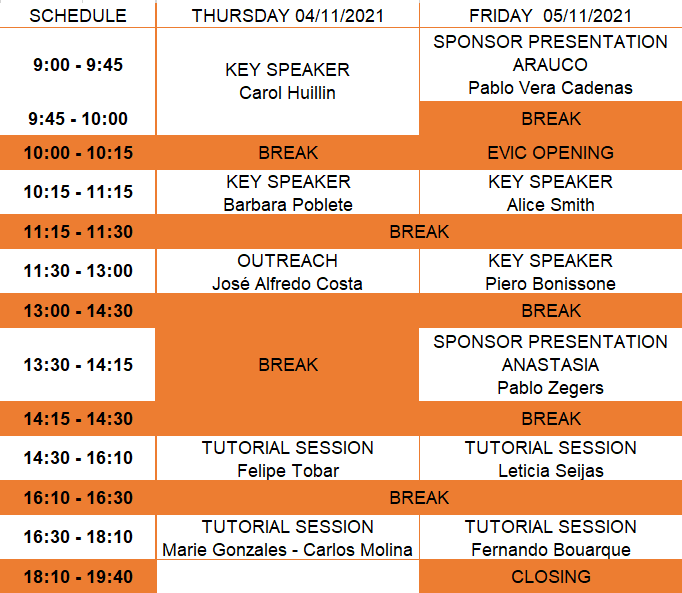 SCHEDULE THURSDAY 04/11/2021 FRIDAY 05/11/2021
9:00 - 9:45
KEY SPEAKER
Carol Huillin
SPONSOR PRESENTATION
ARAUCO
Pablo Vera Cadenas
9:45 - 10:00 BREAK
10:00 - 10:15 BREAK EVIC OPENING
10:15 - 11:15
KEY SPEAKER
Barbara Poblete
KEY SPEAKER
Alice Smith
11:15 - 11:30 BREAK
11:30 - 13:00
OUTREACH
José Alfredo Costa
KEY SPEAKER
Piero Bonissone
13:00 - 14:30 BREAK
13:30 - 14:15
BREAK
SPONSOR PRESENTATION
ANASTASIA
Pablo Zegers
14:15 - 14:30 BREAK
14:30 - 16:10
TUTORIAL SESSION
Felipe Tobar
TUTORIAL SESSION
Leticia Seijas
16:10 - 16:30 BREAK
16:30 - 18:10
TUTORIAL SESSION
Marie Gonzales - Carlos Molina
TUTORIAL SESSION
Fernando Bouarque
18:10 - 19:40 CLOSING